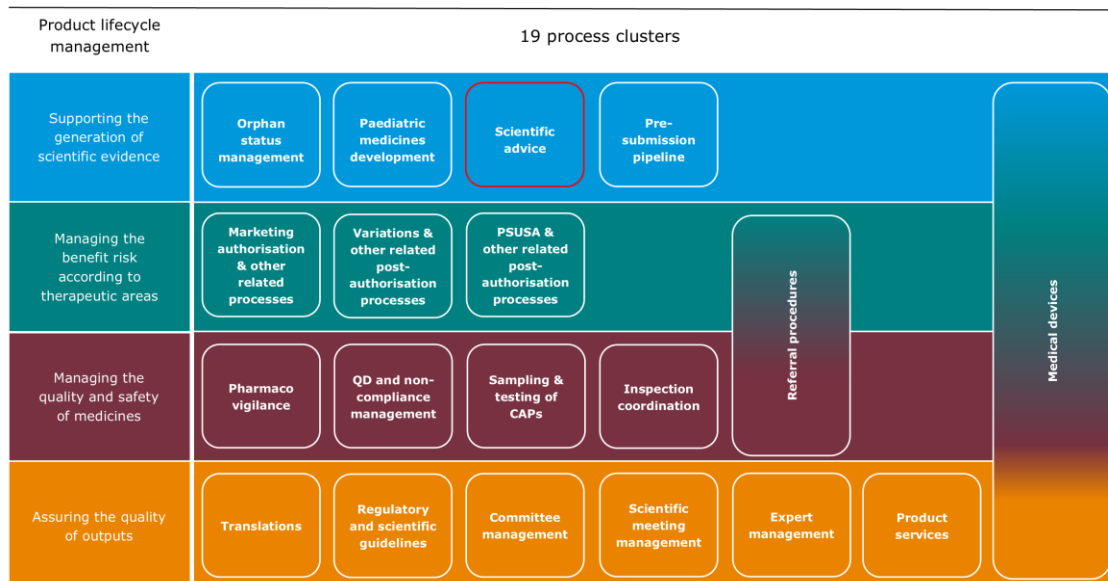 Product lifecycle
management
19 process clusters
Supporting the
generation of
scientific evidence
Orphan
status
management
Paediatric
medicines
development
Scientific
advice
Pre-
submission
pipeline
Managing the
benefit risk
according to
therapeutic areas
Marketing
authorisation
& other
related
processes
Variations &
other related
post-
authorisation
processes
PSUSA &
other related
post-
authorisation
processes
Referral procedures
Medical devices
Managing the
quality and safety
of medicines
Pharmaco
vigilance
QD and non-
compliance
management
Sampling &
testing of
CAPs
Inspection
coordination
Assuring the quality
of outputs
Translations
Regulatory
and scientific
guidelines
Committee
management
Scientific
meeting
management
Expert
management
Product
services